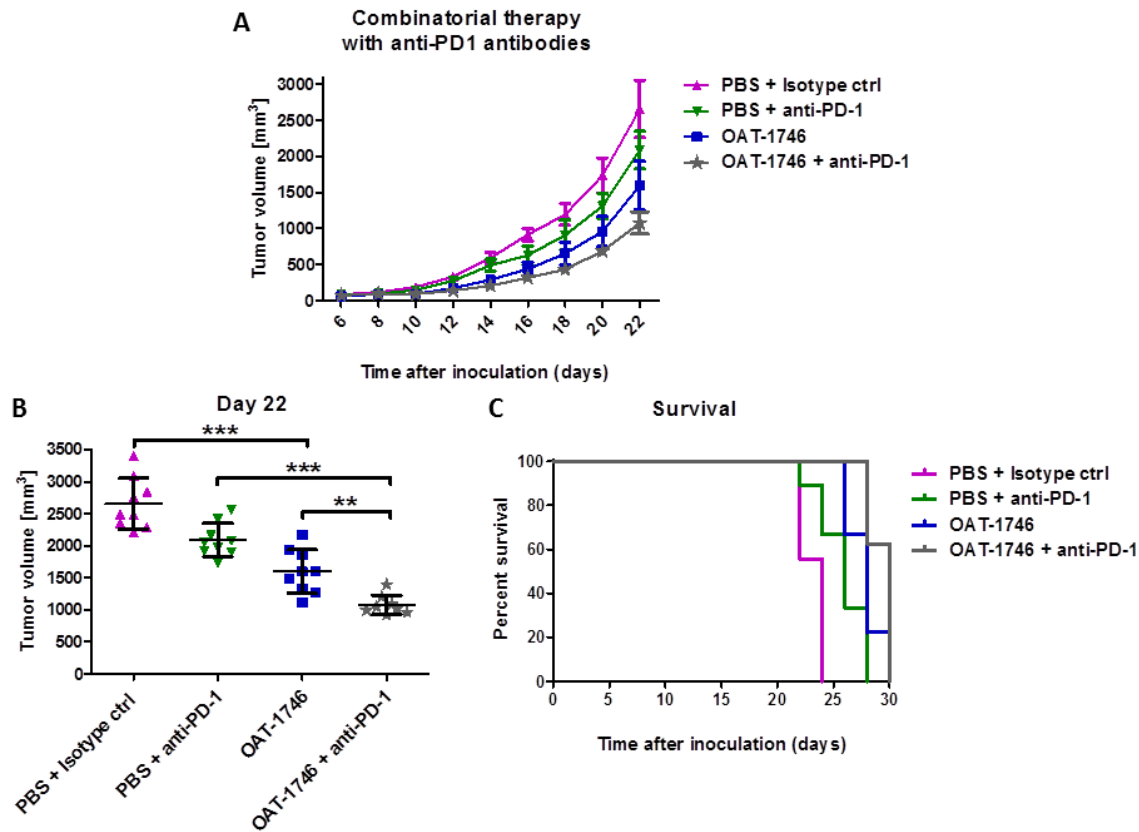 A
Combinatorial therapy
with anti-PD1 antibodies
Tumor volume [mm³]
3000
2500
2000
1500
1000
500
0
6 8 10 12 14 16 18 20 22
Time after inoculation (days)
PBS + Isotype ctrl
PBS + anti-PD-1
OAT-1746
OAT-1746 + anti-PD-1
B
Day 22
Tumor volume [mm³]
3500
3000
2500
2000
1500
1000
500
0
***
***
**
PBS + Isotype ctrl
PBS + anti-PD-1
OAT-1746
OAT-1746 + anti-PD-1
C
Survival
Percent survival
100
80
60
40
20
0
0 5 10 15 20 25 30
Time after inoculation (days)
PBS + Isotype ctrl
PBS + anti-PD-1
OAT-1746
OAT-1746 + anti-PD-1